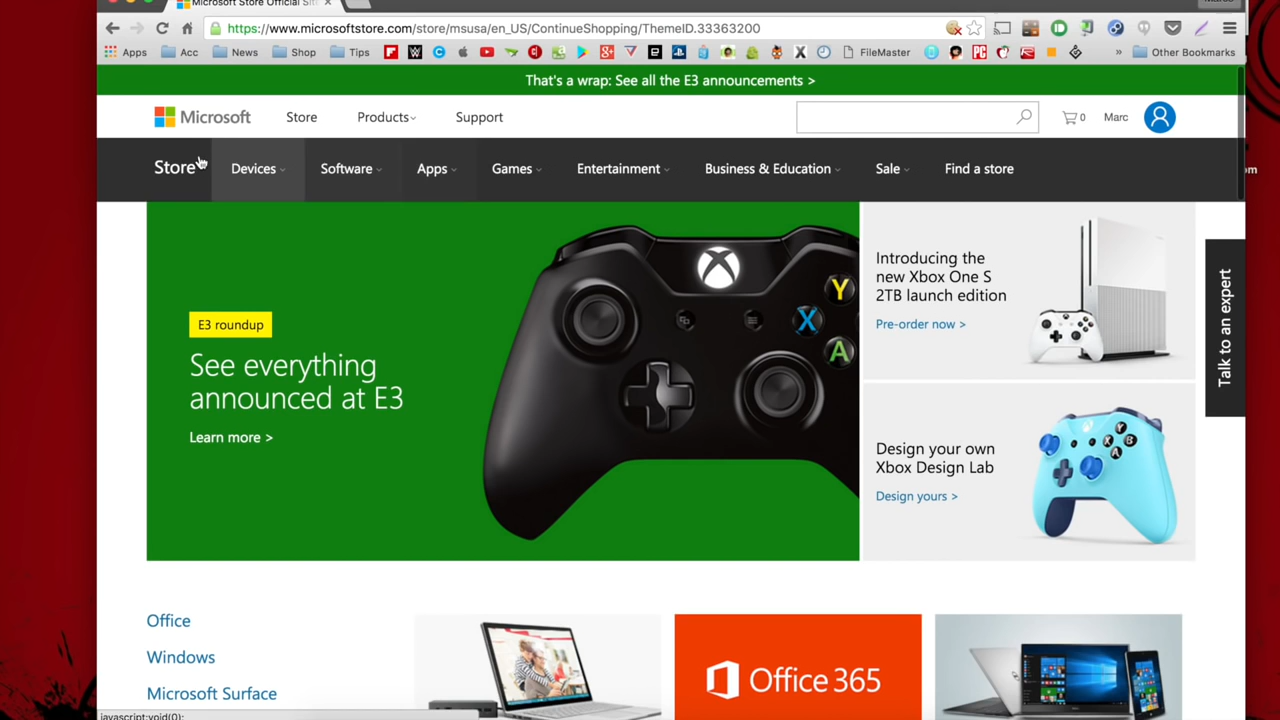 Microsoft Store Official Sit
https://www.microsoftstore.com/store/msusa/en_US/ContinueShopping/ThemeID.33363200
Apps
Acc
News
Shop
Tips
FileMaster
»
Other Bookmarks
That's a wrap: See all the E3 announcements >
Microsoft
Store
Products
Support
0
Marc
Store
Devices
Software
Apps
Games
Entertainment
Business & Education
Sale
Find a store
E3 roundup
See everything
announced at E3
Learn more >
Y
X
A
Introducing the
new Xbox One S
2TB launch edition
Pre-order now >
Design your own
Xbox Design Lab
Design yours >
Y
X
B
A
Talk to an expert
om
Office
Windows
Microsoft Surface
Office 365
javascript:void(0);